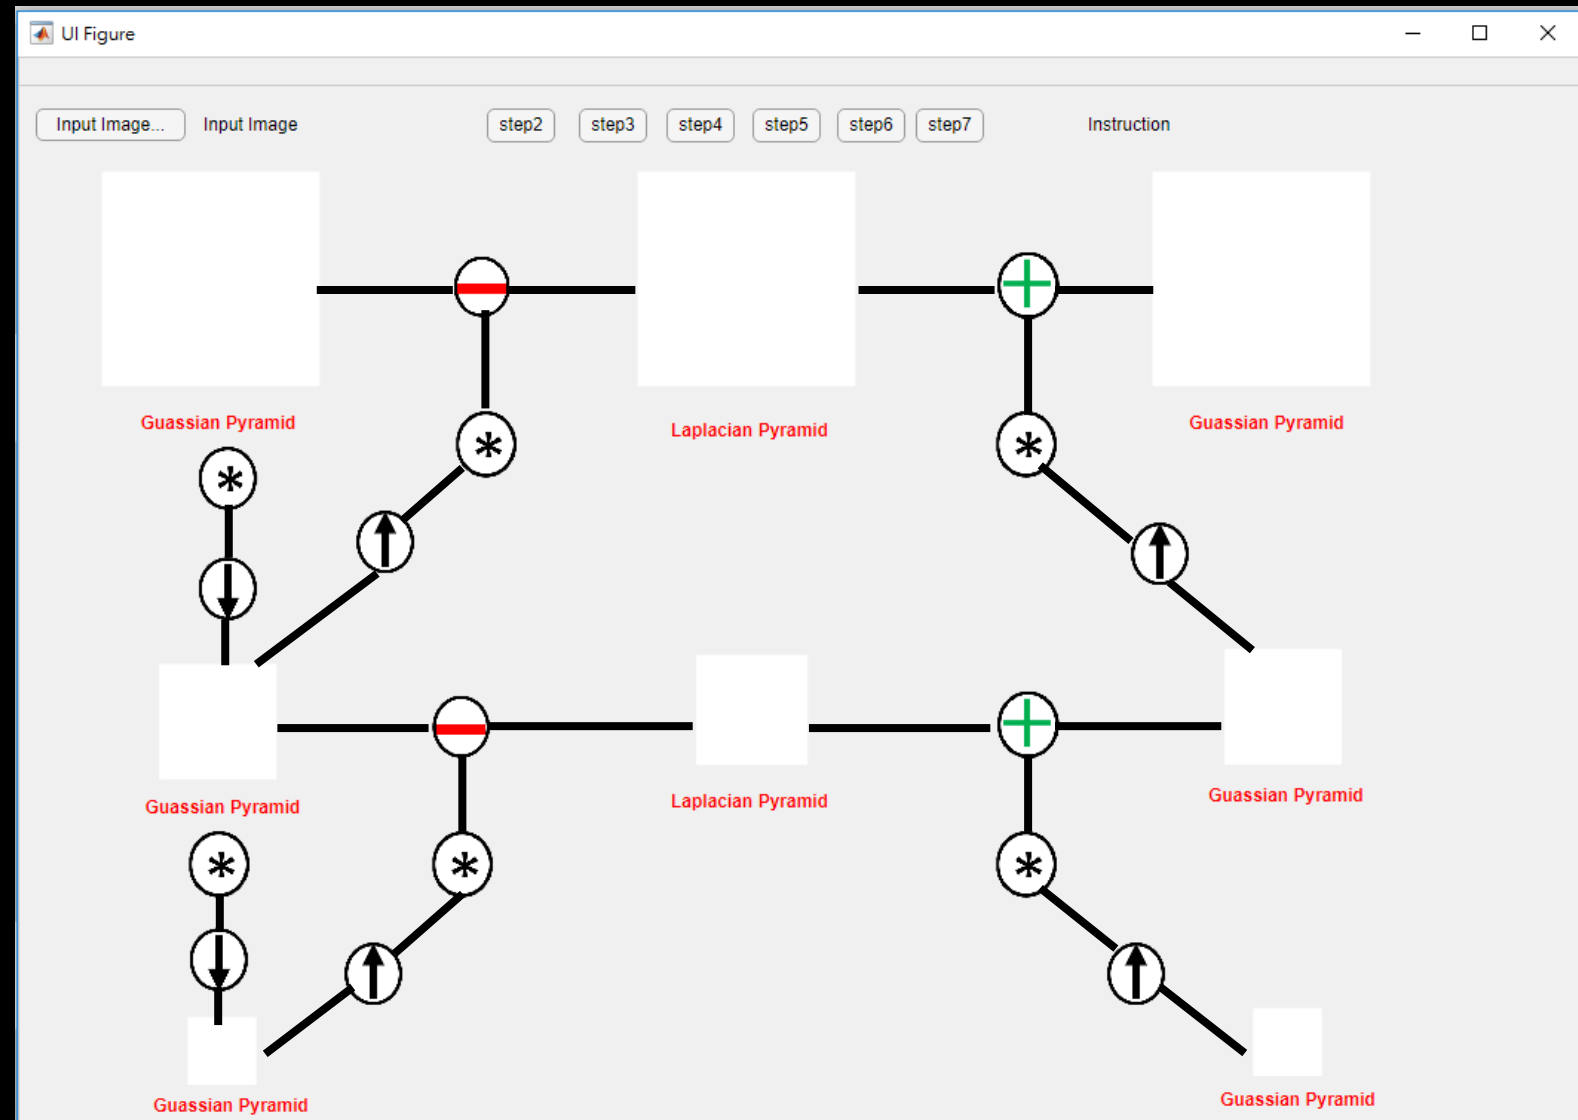 UI Figure
Input Image... Input Image step2 step3 step4 step5 step6 step7 Instruction
Guassian Pyramid Laplacian Pyramid Guassian Pyramid
* * *
Guassian Pyramid Laplacian Pyramid Guassian Pyramid
* * *
Guassian Pyramid Guassian Pyramid